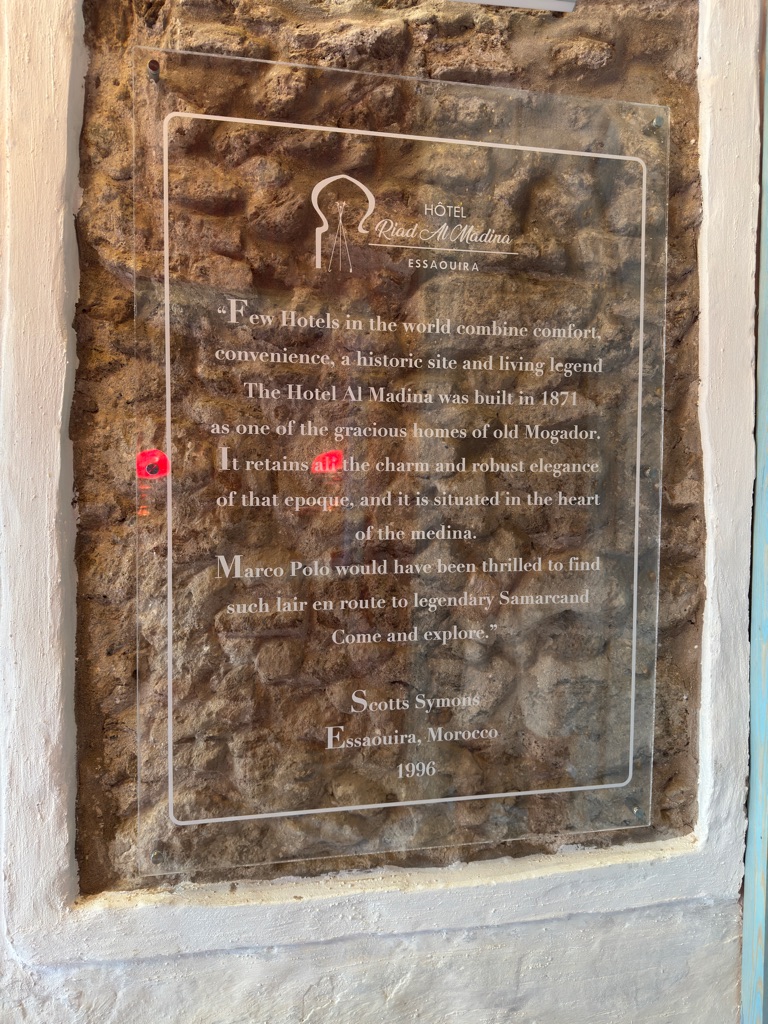 HÔTEL
Riad Al Madina
ESSAOUIRA
“Few Hotels in the world combine comfort,
convenience, a historic site and living legend
The Hotel Al Madina was built in 1871
as one of the gracious homes of old Mogador.
It retains all the charm and robust elegance
of that epoque, and it is situated in the heart
of the medina.
Marco Polo would have been thrilled to find
such lair en route to legendary Samarcand
Come and explore.”
Scotts Symons
Essaouira, Morocco
1996